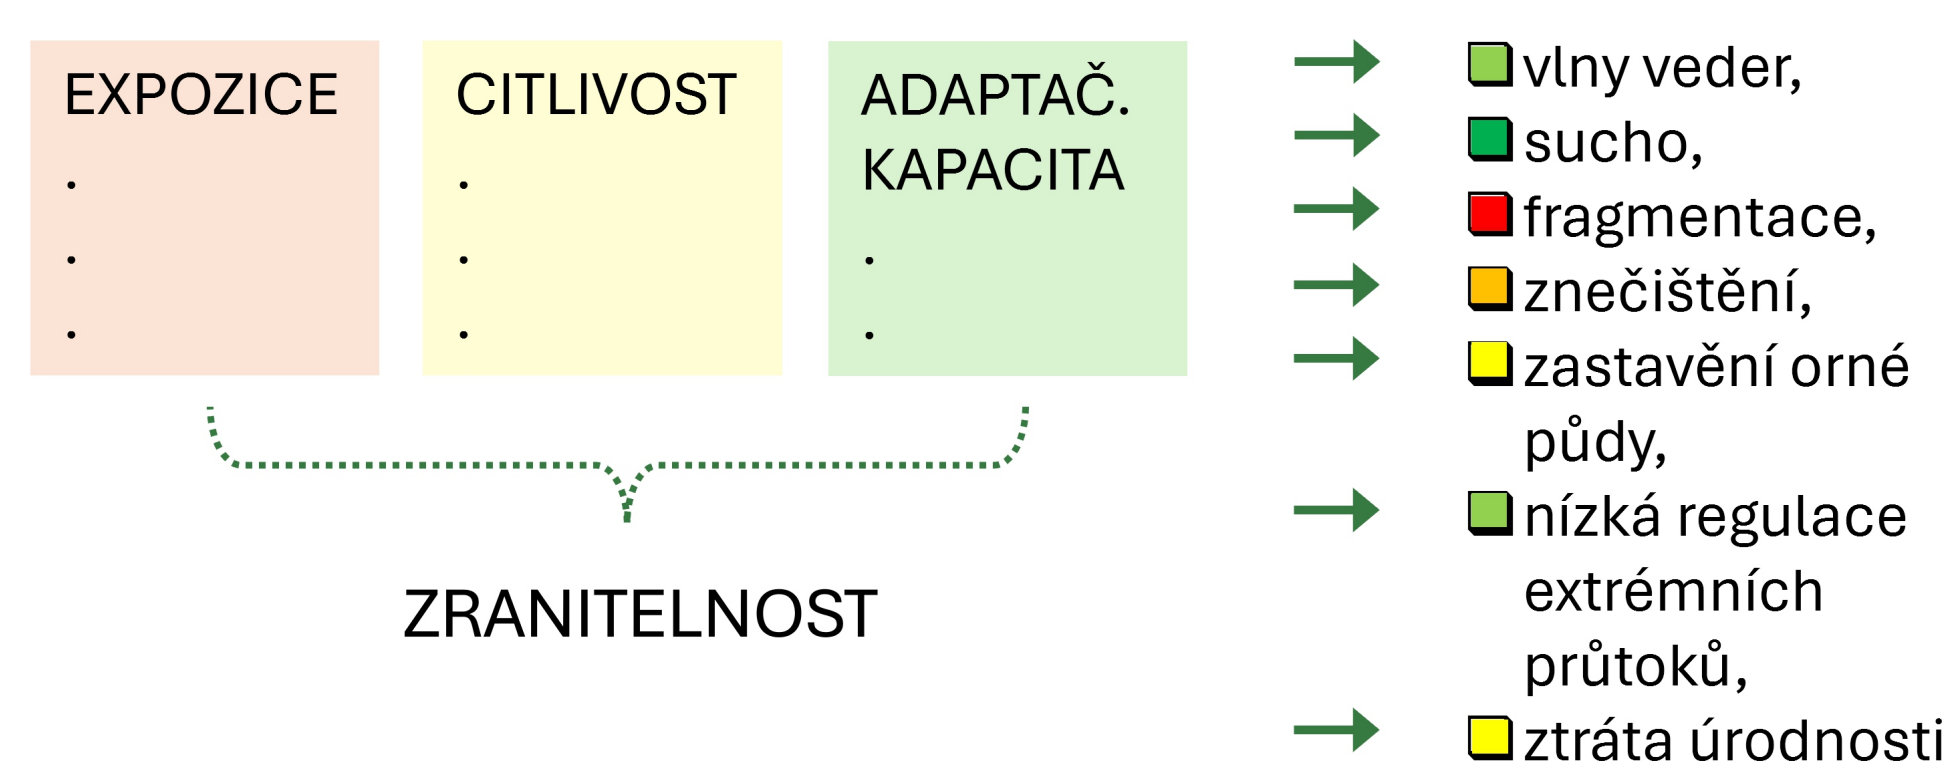 EXPOZICE
.
.
.
CITLIVOST
.
.
.
ADAPTAČ.
KAPACITA
.
.
ZRANITELNOST
vlny veder,
sucho,
fragmentace,
znečištění,
zastavění orné
půdy,
nízká regulace
extrémních
průtoků,
ztráta úrodnosti